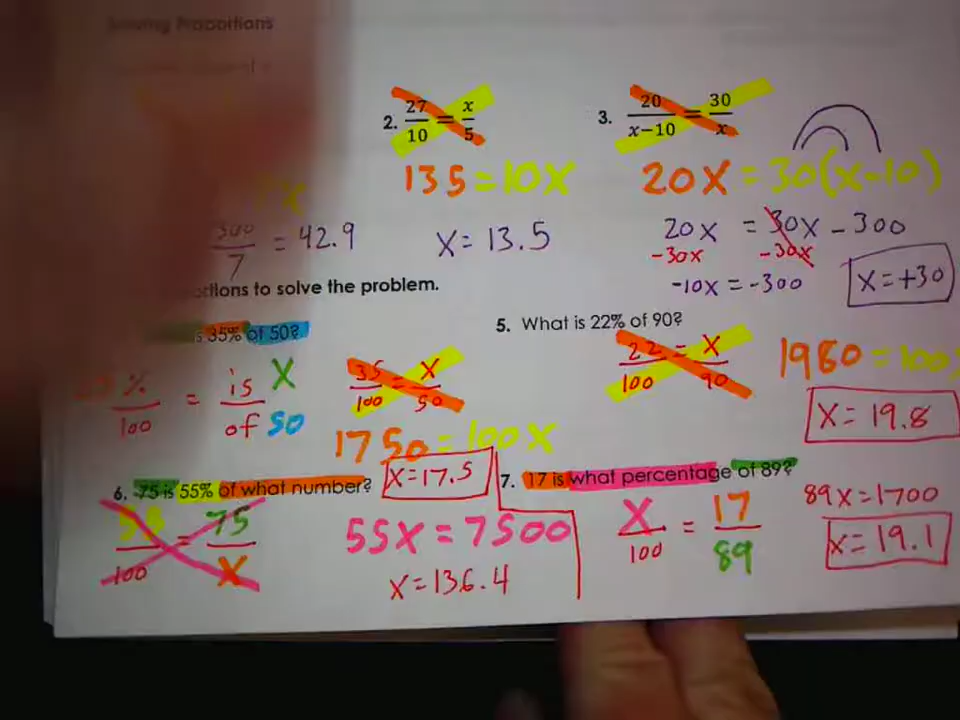 Solving Proportions
2. 27/10 = x/5
3. 20/(x−10) = 30/x
135 = 10x
20x = 30(x-10)
300/7 = 42.9
x = 13.5
20x = 30x - 300
-30x -30x
-10x = -300
x = +30
to solve the problem.
is 35% of 50?
5. What is 22% of 90?
%/100 = is/of x/50
35/100 = x/50
22/100 = x/90
1980 = 100
1750 = 100x
x = 19.8
6. 75 is 55% of what number?
x = 17.5
7. 17 is what percentage of 89?
55/100 = 75/x
55x = 7500
x/100 = 17/89
89x = 1700
x = 136.4
x = 19.1